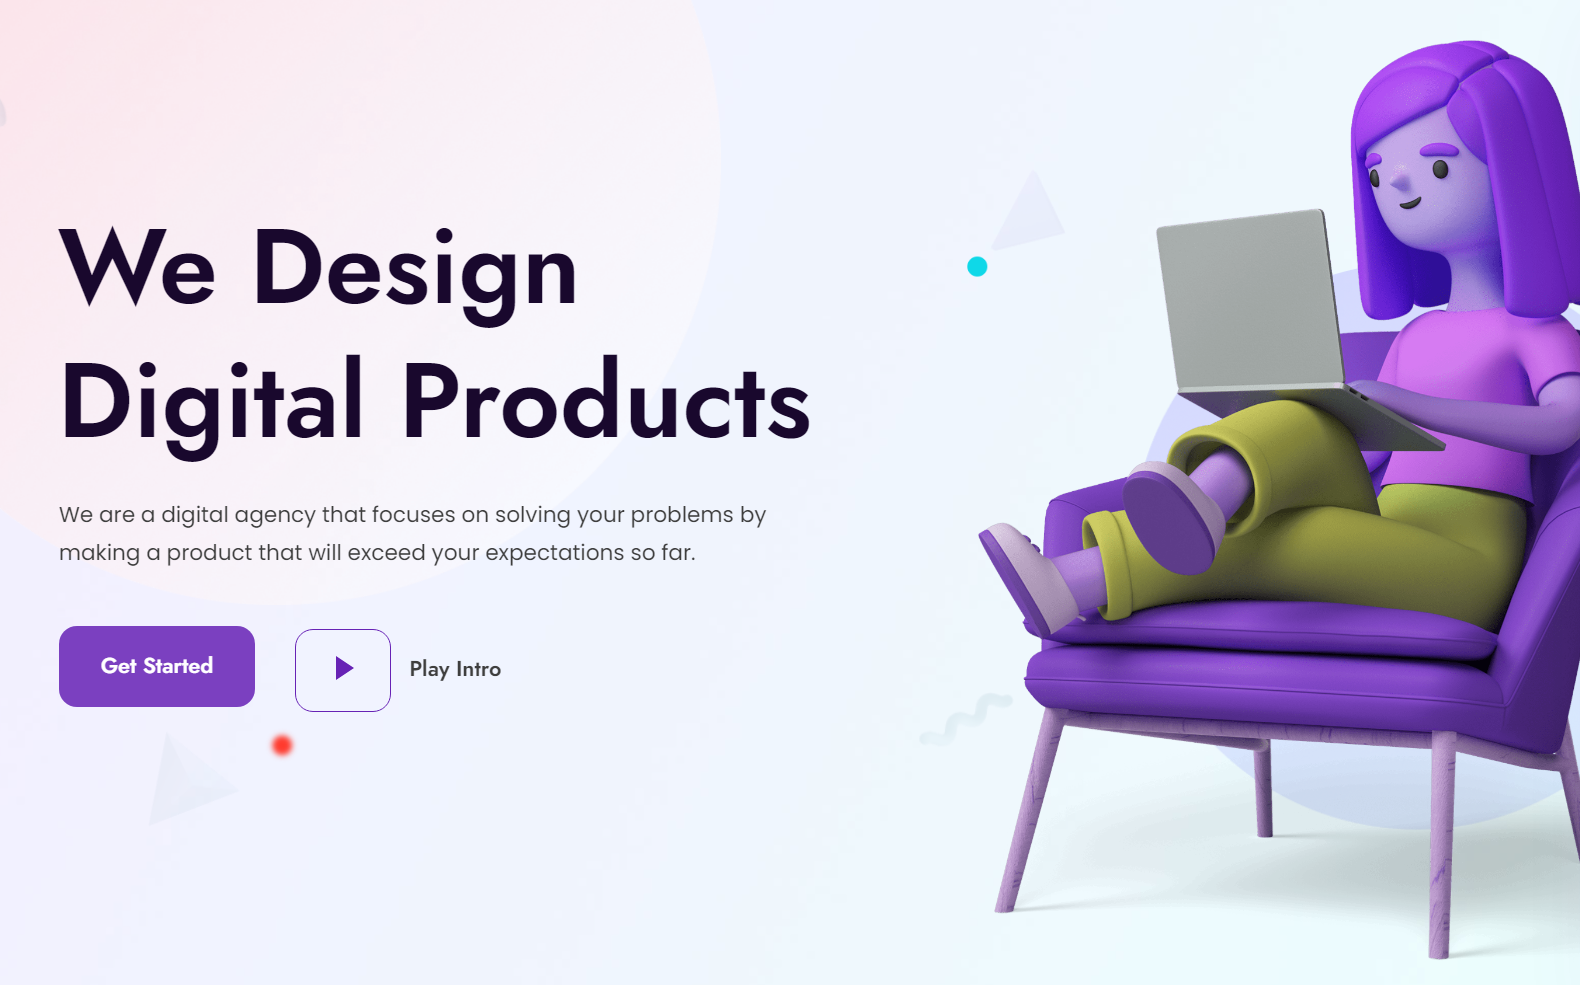 We Design
Digital Products
We are a digital agency that focuses on solving your problems by
making a product that will exceed your expectations so far.
Get Started
Play Intro